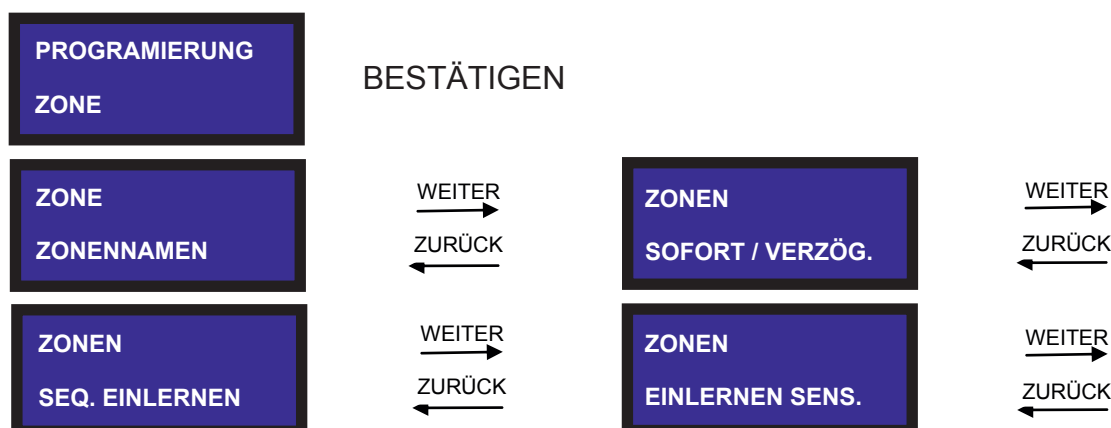 PROGRAMIERUNG
ZONE
BESTÄTIGEN
ZONE
ZONENNAMEN
WEITER
ZURÜCK
ZONEN
SOFORT / VERZÖG.
WEITER
ZURÜCK
ZONEN
SEQ. EINLERNEN
WEITER
ZURÜCK
ZONEN
EINLERNEN SENS.
WEITER
ZURÜCK